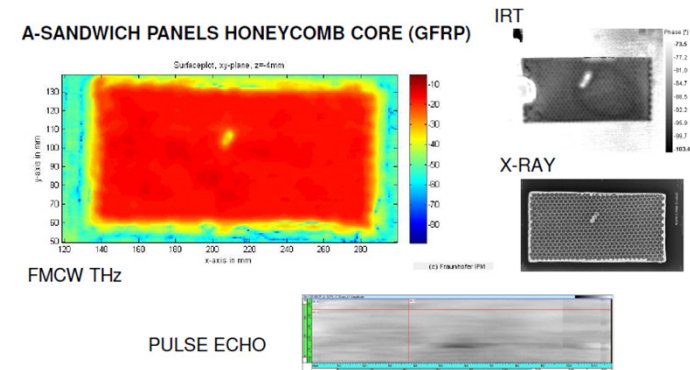 A-SANDWICH PANELS HONEYCOMB CORE (GFRP)
IRT
Surfaceplot, xy-plane, z=-4mm
Phase [°]
-73.5
-77.2
-81.0
-84.7
-88.5
-92.2
-95.9
-99.7
-103.4
-10
-20
-30
-40
-50
-60
-70
-80
y-axis in mm
130
120
110
100
90
80
70
60
50
120 140 160 180 200 220 240 260 280
x-axis in mm
X-RAY
(c) Fraunhofer IPM
FMCW THz
PULSE ECHO